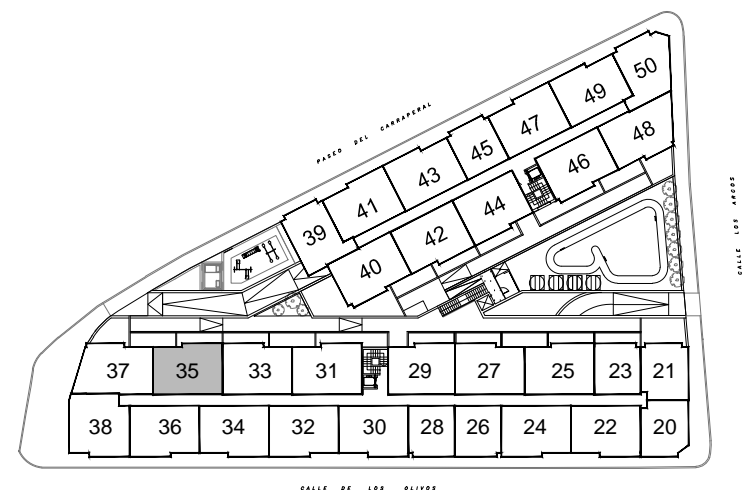 50
49
48
47
46
45
PASEO DEL CARRAPERAL
43
44
41
42
39
40
CALLE LOS ARCOS
37 35 33 31 29 27 25 23 21
38 36 34 32 30 28 26 24 22 20
CALLE DE LOS OLIVOS